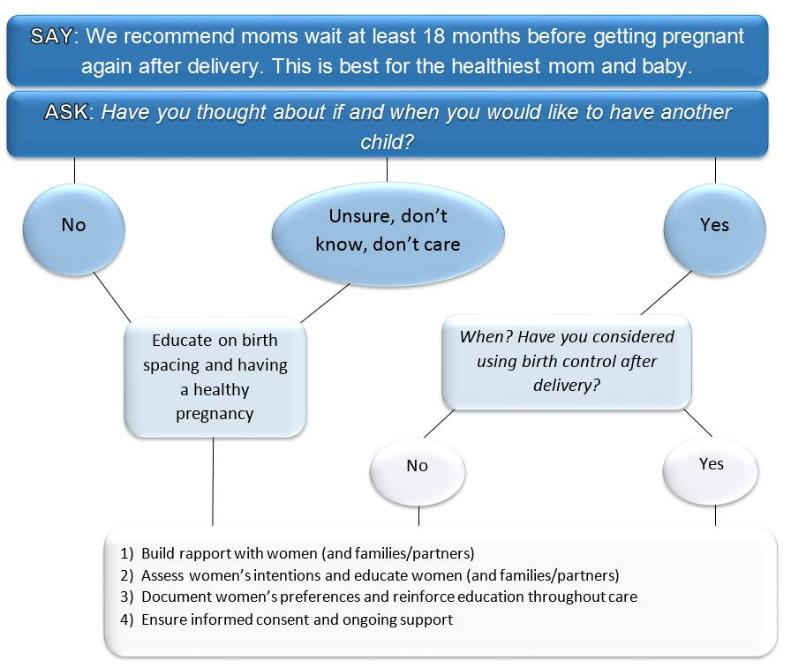 SAY: We recommend moms wait at least 18 months before getting pregnant
again after delivery. This is best for the healthiest mom and baby.
ASK: Have you thought about if and when you would like to have another
child?
No
Unsure, don't
know, don't care
Yes
Educate on birth
spacing and having
a healthy
pregnancy
When? Have you considered
using birth control after
delivery?
No
Yes
1) Build rapport with women (and families/partners)
2) Assess women's intentions and educate women (and families/partners)
3) Document women's preferences and reinforce education throughout care
4) Ensure informed consent and ongoing support